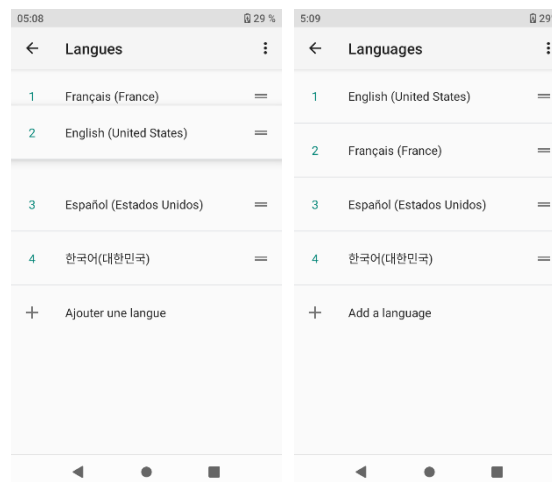 05:08 29 %
Langues
1 Français (France)
2 English (United States)
3 Español (Estados Unidos)
4 한국어(대한민국)
Ajouter une langue
5:09 29
Languages
1 English (United States)
2 Français (France)
3 Español (Estados Unidos)
4 한국어(대한민국)
Add a language